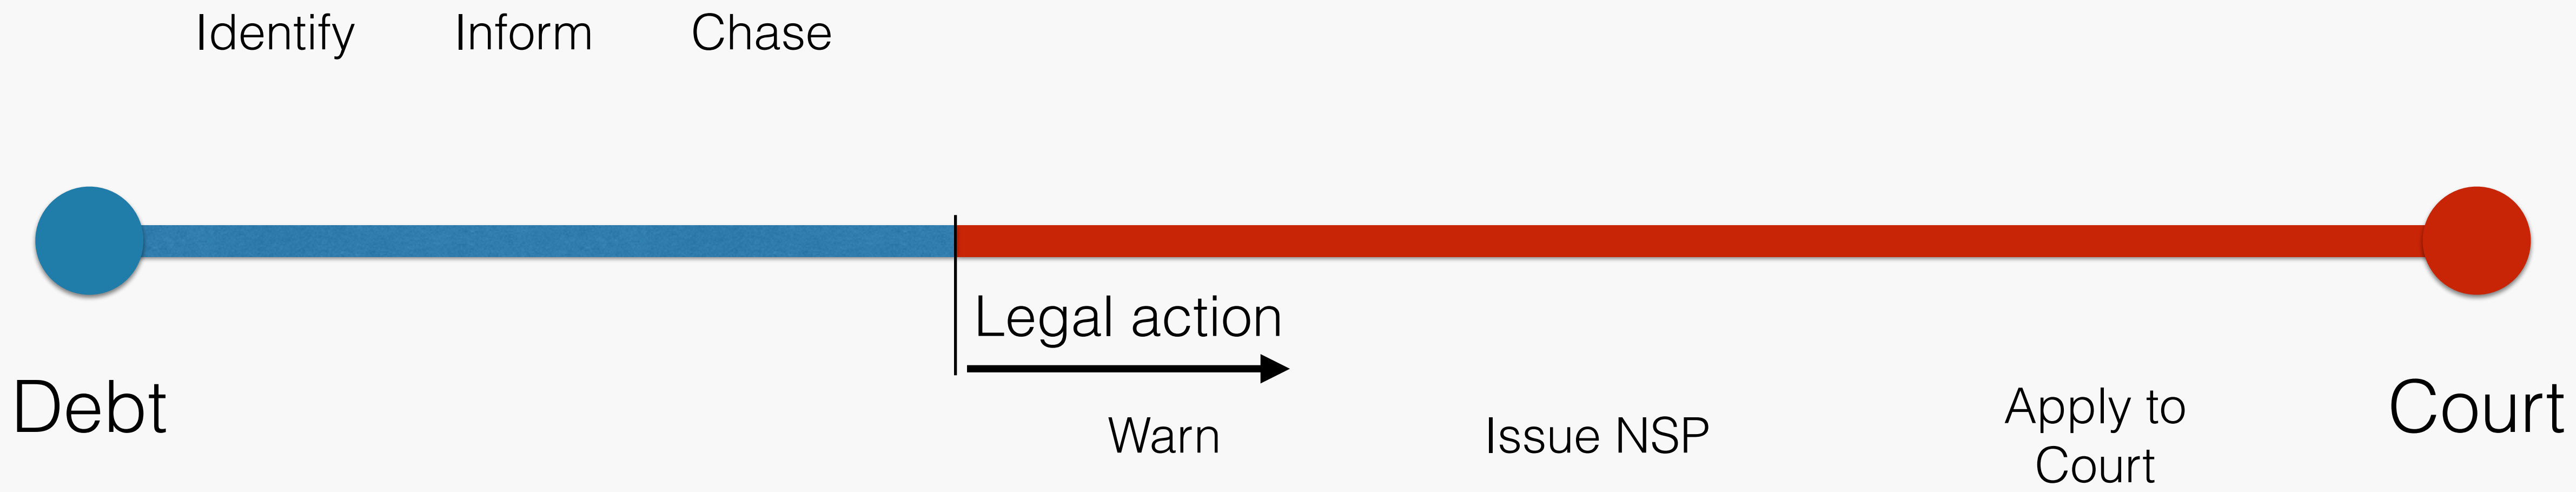 Identify
Inform
Chase
Legal action
Debt
Warn
Issue NSP
Apply to
Court
Court